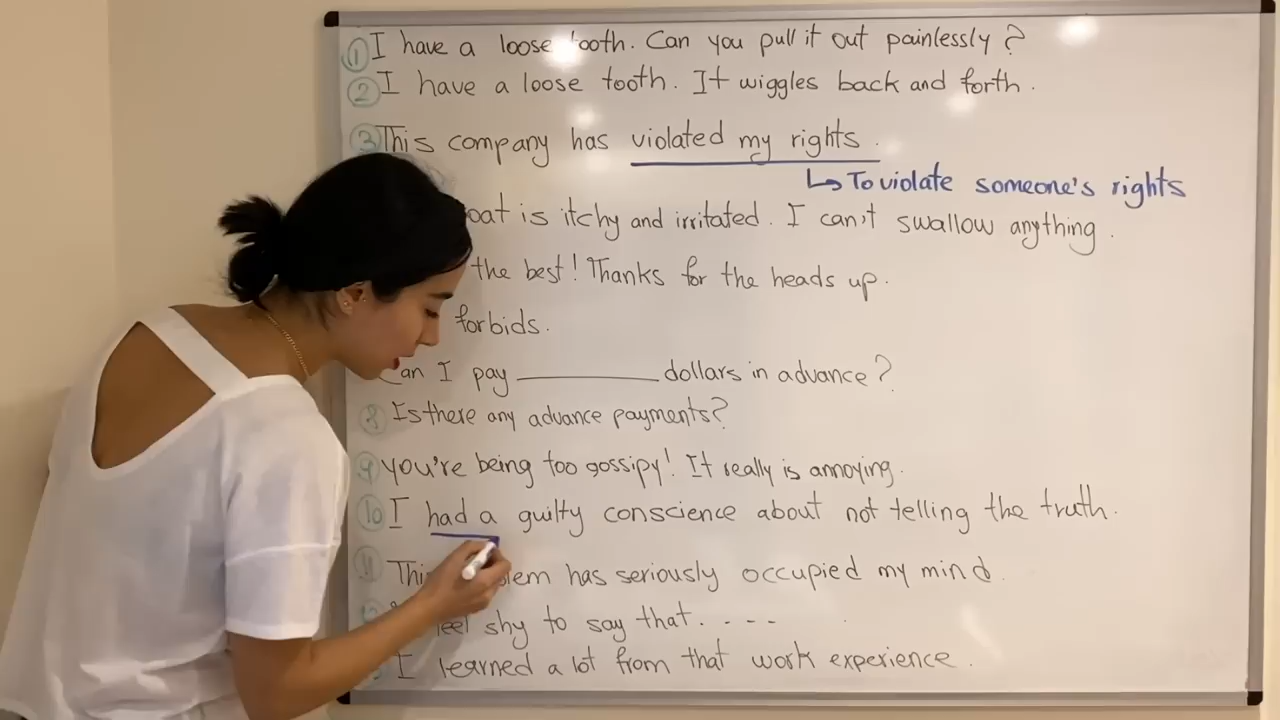 ① I have a loose tooth. Can you pull it out painlessly?
② I have a loose tooth. It wiggles back and forth.
③ This company has violated my rights.
↳ To violate someone's rights
oat is itchy and irritated. I can't swallow anything.
the best! Thanks for the heads up.
forbids.
Can I pay ________ dollars in advance?
⑧ Is there any advance payments?
⑨ you're being too gossipy! It really is annoying.
⑩ I had a guilty conscience about not telling the truth.
⑪ This lem has seriously occupied my mind.
feel shy to say that. - - - -
I learned a lot from that work experience.